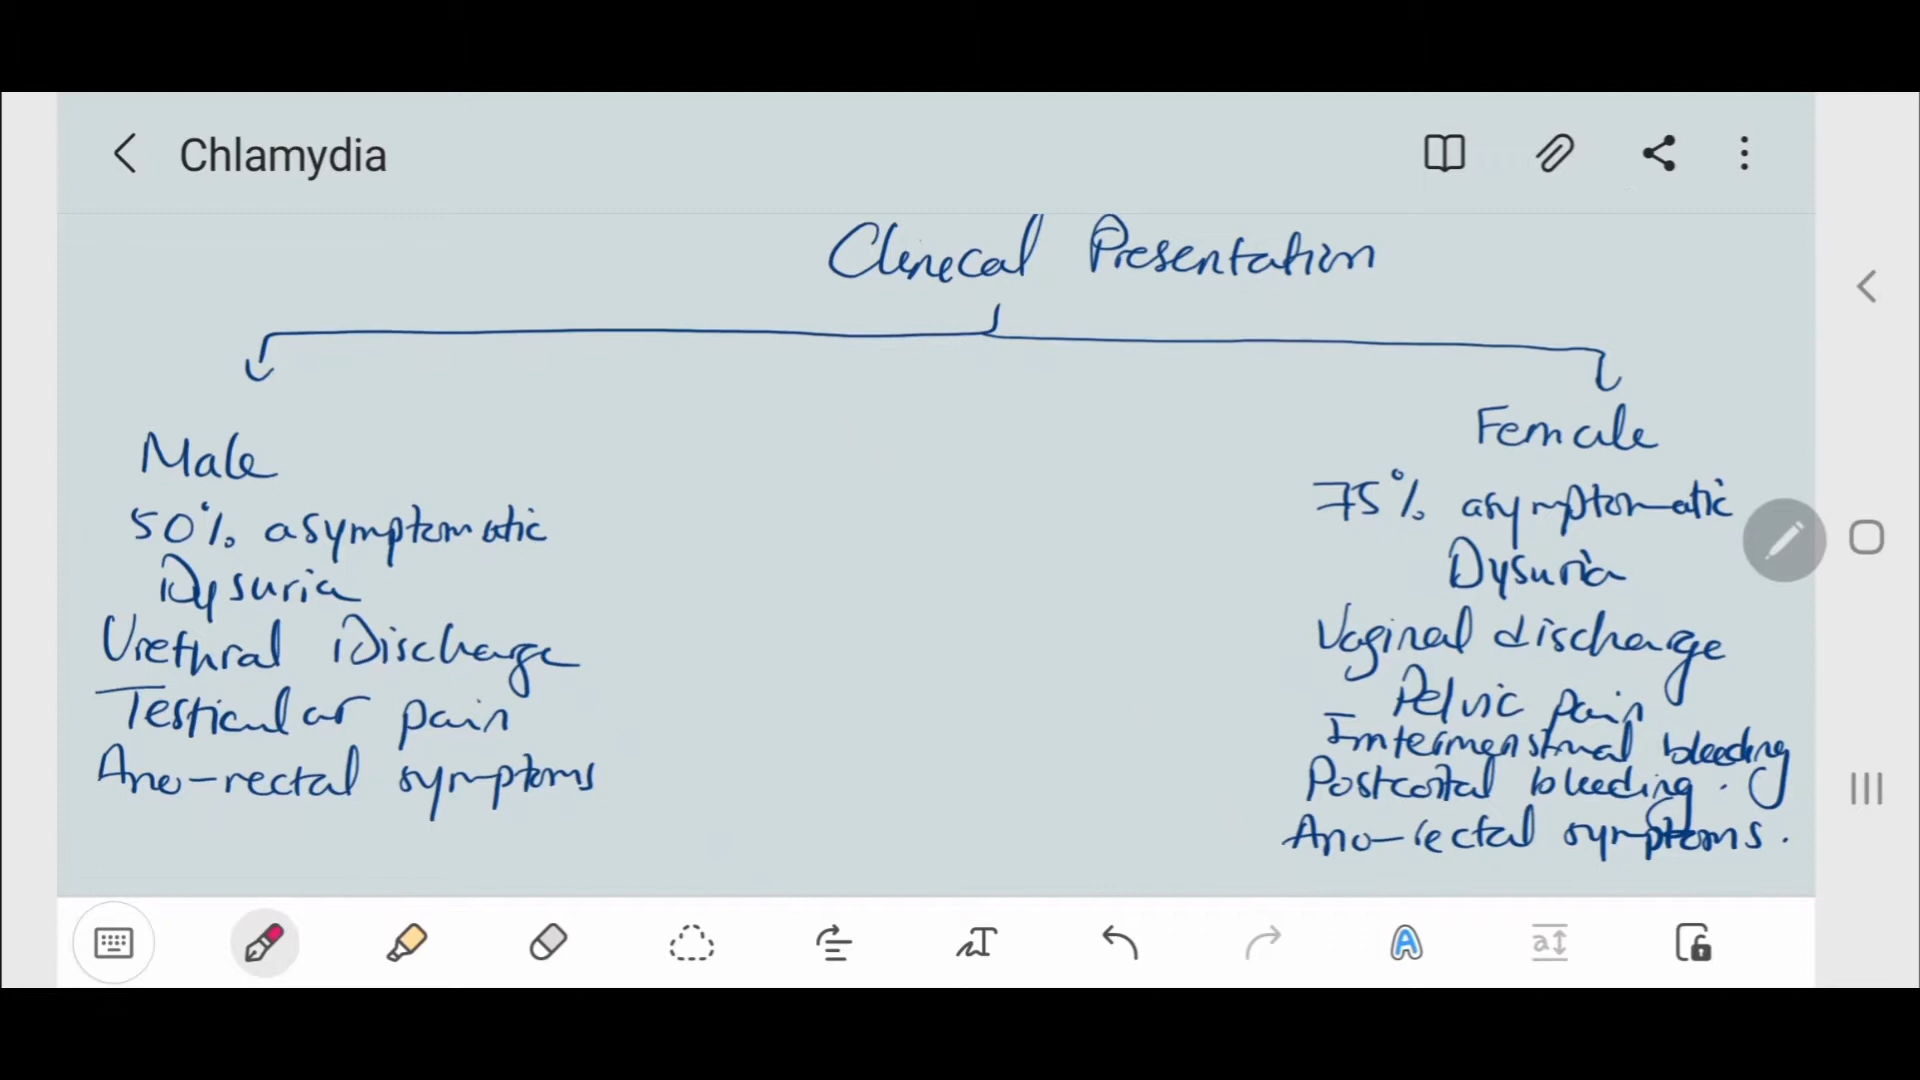 Chlamydia
Clinecal Presentation
Male
50% asymptomatic
Dysuria
Urethral Discharge
Testicular pain
Ano-rectal symptoms
Female
75% asymptomatic
Dysuria
Vaginal discharge
Pelvic pain
Intermenstrual bleeding
Postcoital bleeding.
Ano-rectal symptoms.